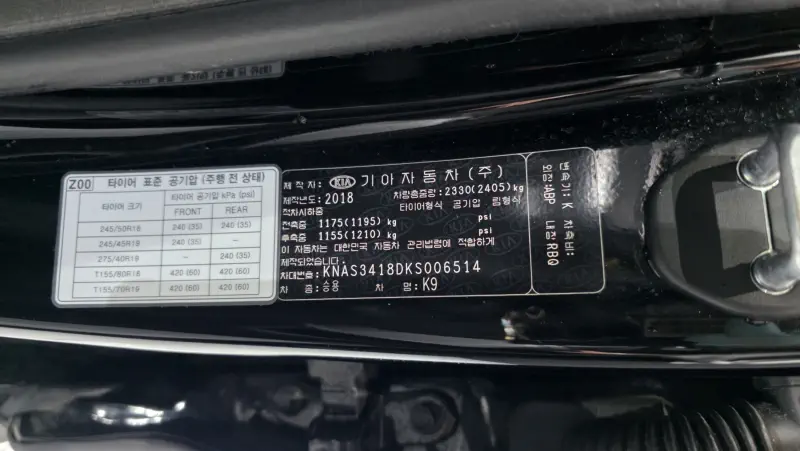 Z00 타이어 표준 공기압 (주행 전 상태)
타이어 크기 타이어 공기압 kPa (psi)
FRONT REAR
245/50R18 240 (35) 240 (35)
245/45R19 240 (35) –
275/40R19 – 240 (35)
T155/80R18 420 (60) 420 (60)
T155/70R19 420 (60) 420 (60)
제작자: KIA 기아자동차(주)
제작년도: 2018 차량총중량: 2330(2405)kg
적차시하중 타이어형식 공기압 림형식
전축중 1175(1195) kg psi
후축중 1155(1210) kg psi
이 자동차는 대한민국 자동차 관리법령에 적합하게
제작되었습니다.
차대번호: KNAS3418DKS006514
차 종: 승용 차 명: K9
변속기: K 차축비:
외장: ABP 내장: RBQ